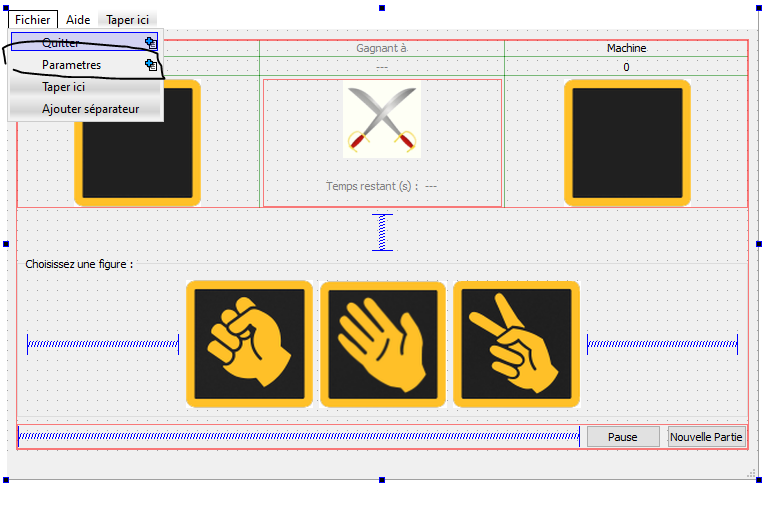 Fichier Aide Taper ici
Quitter
Parametres
Taper ici
Ajouter séparateur
Gagnant à Machine
--- 0
Temps restant (s) : ---
Choisissez une figure :
Pause Nouvelle Partie